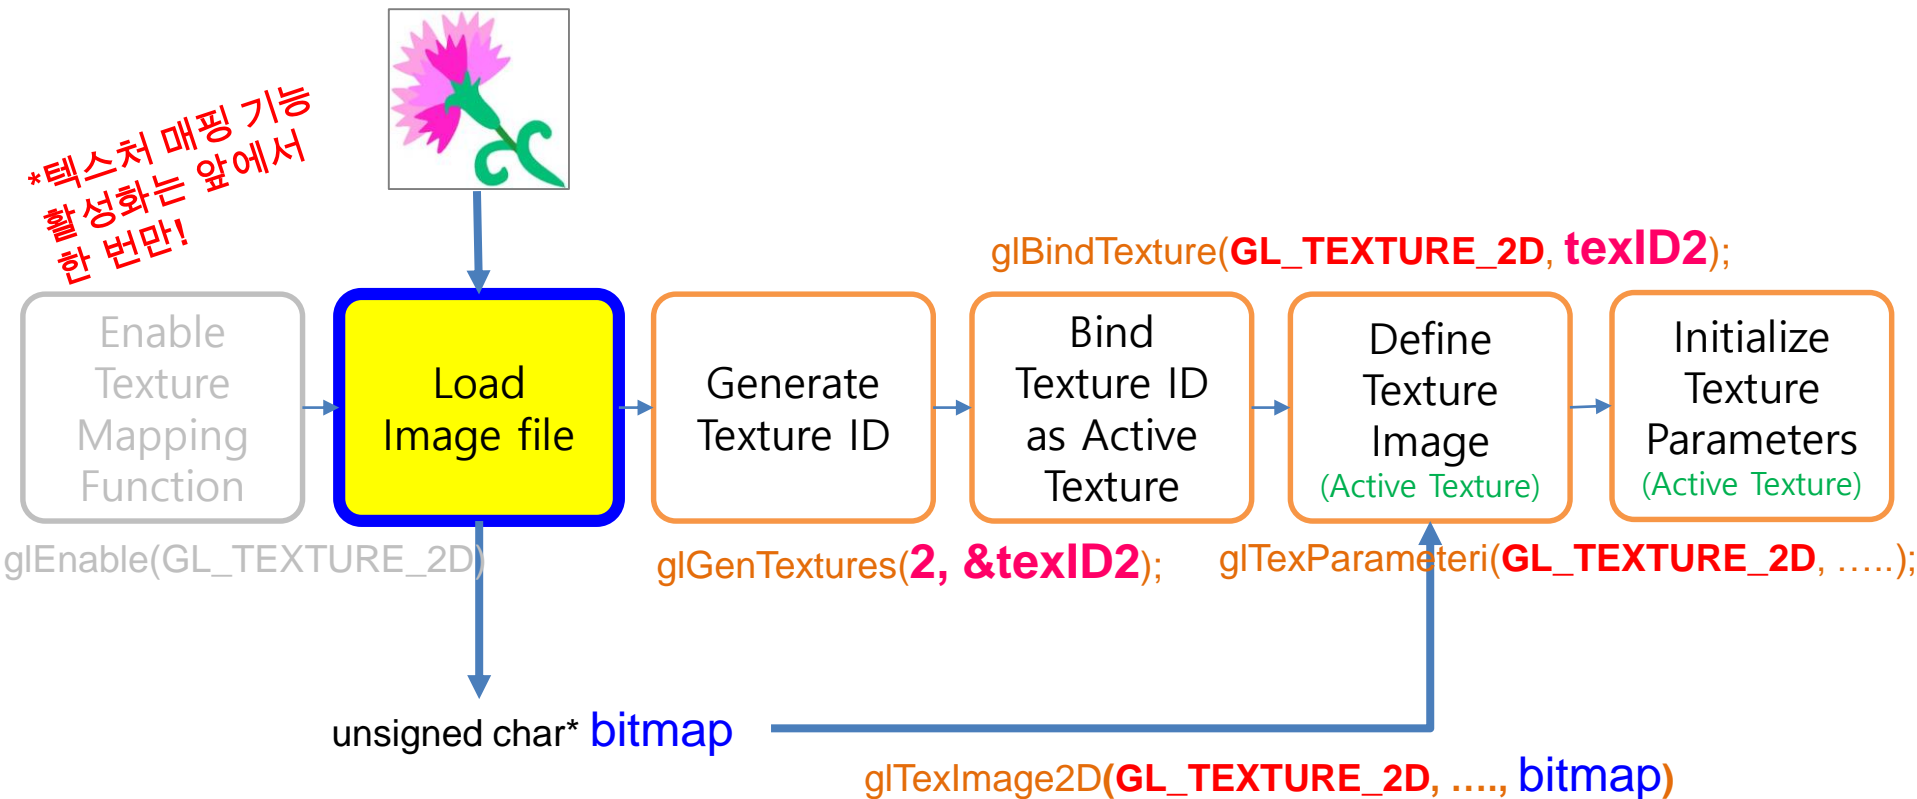 *텍스처 매핑 기능
활성화는 앞에서
한 번만!
glBindTexture(GL_TEXTURE_2D, texID2);
Enable
Texture
Mapping
Function
Load
Image file
Generate
Texture ID
Bind
Texture ID
as Active
Texture
Define
Texture
Image
(Active Texture)
Initialize
Texture
Parameters
(Active Texture)
glEnable(GL_TEXTURE_2D)
glGenTextures(2, &texID2);
glTexParameteri(GL_TEXTURE_2D, …..);
unsigned char* bitmap
glTexImage2D(GL_TEXTURE_2D, …., bitmap)